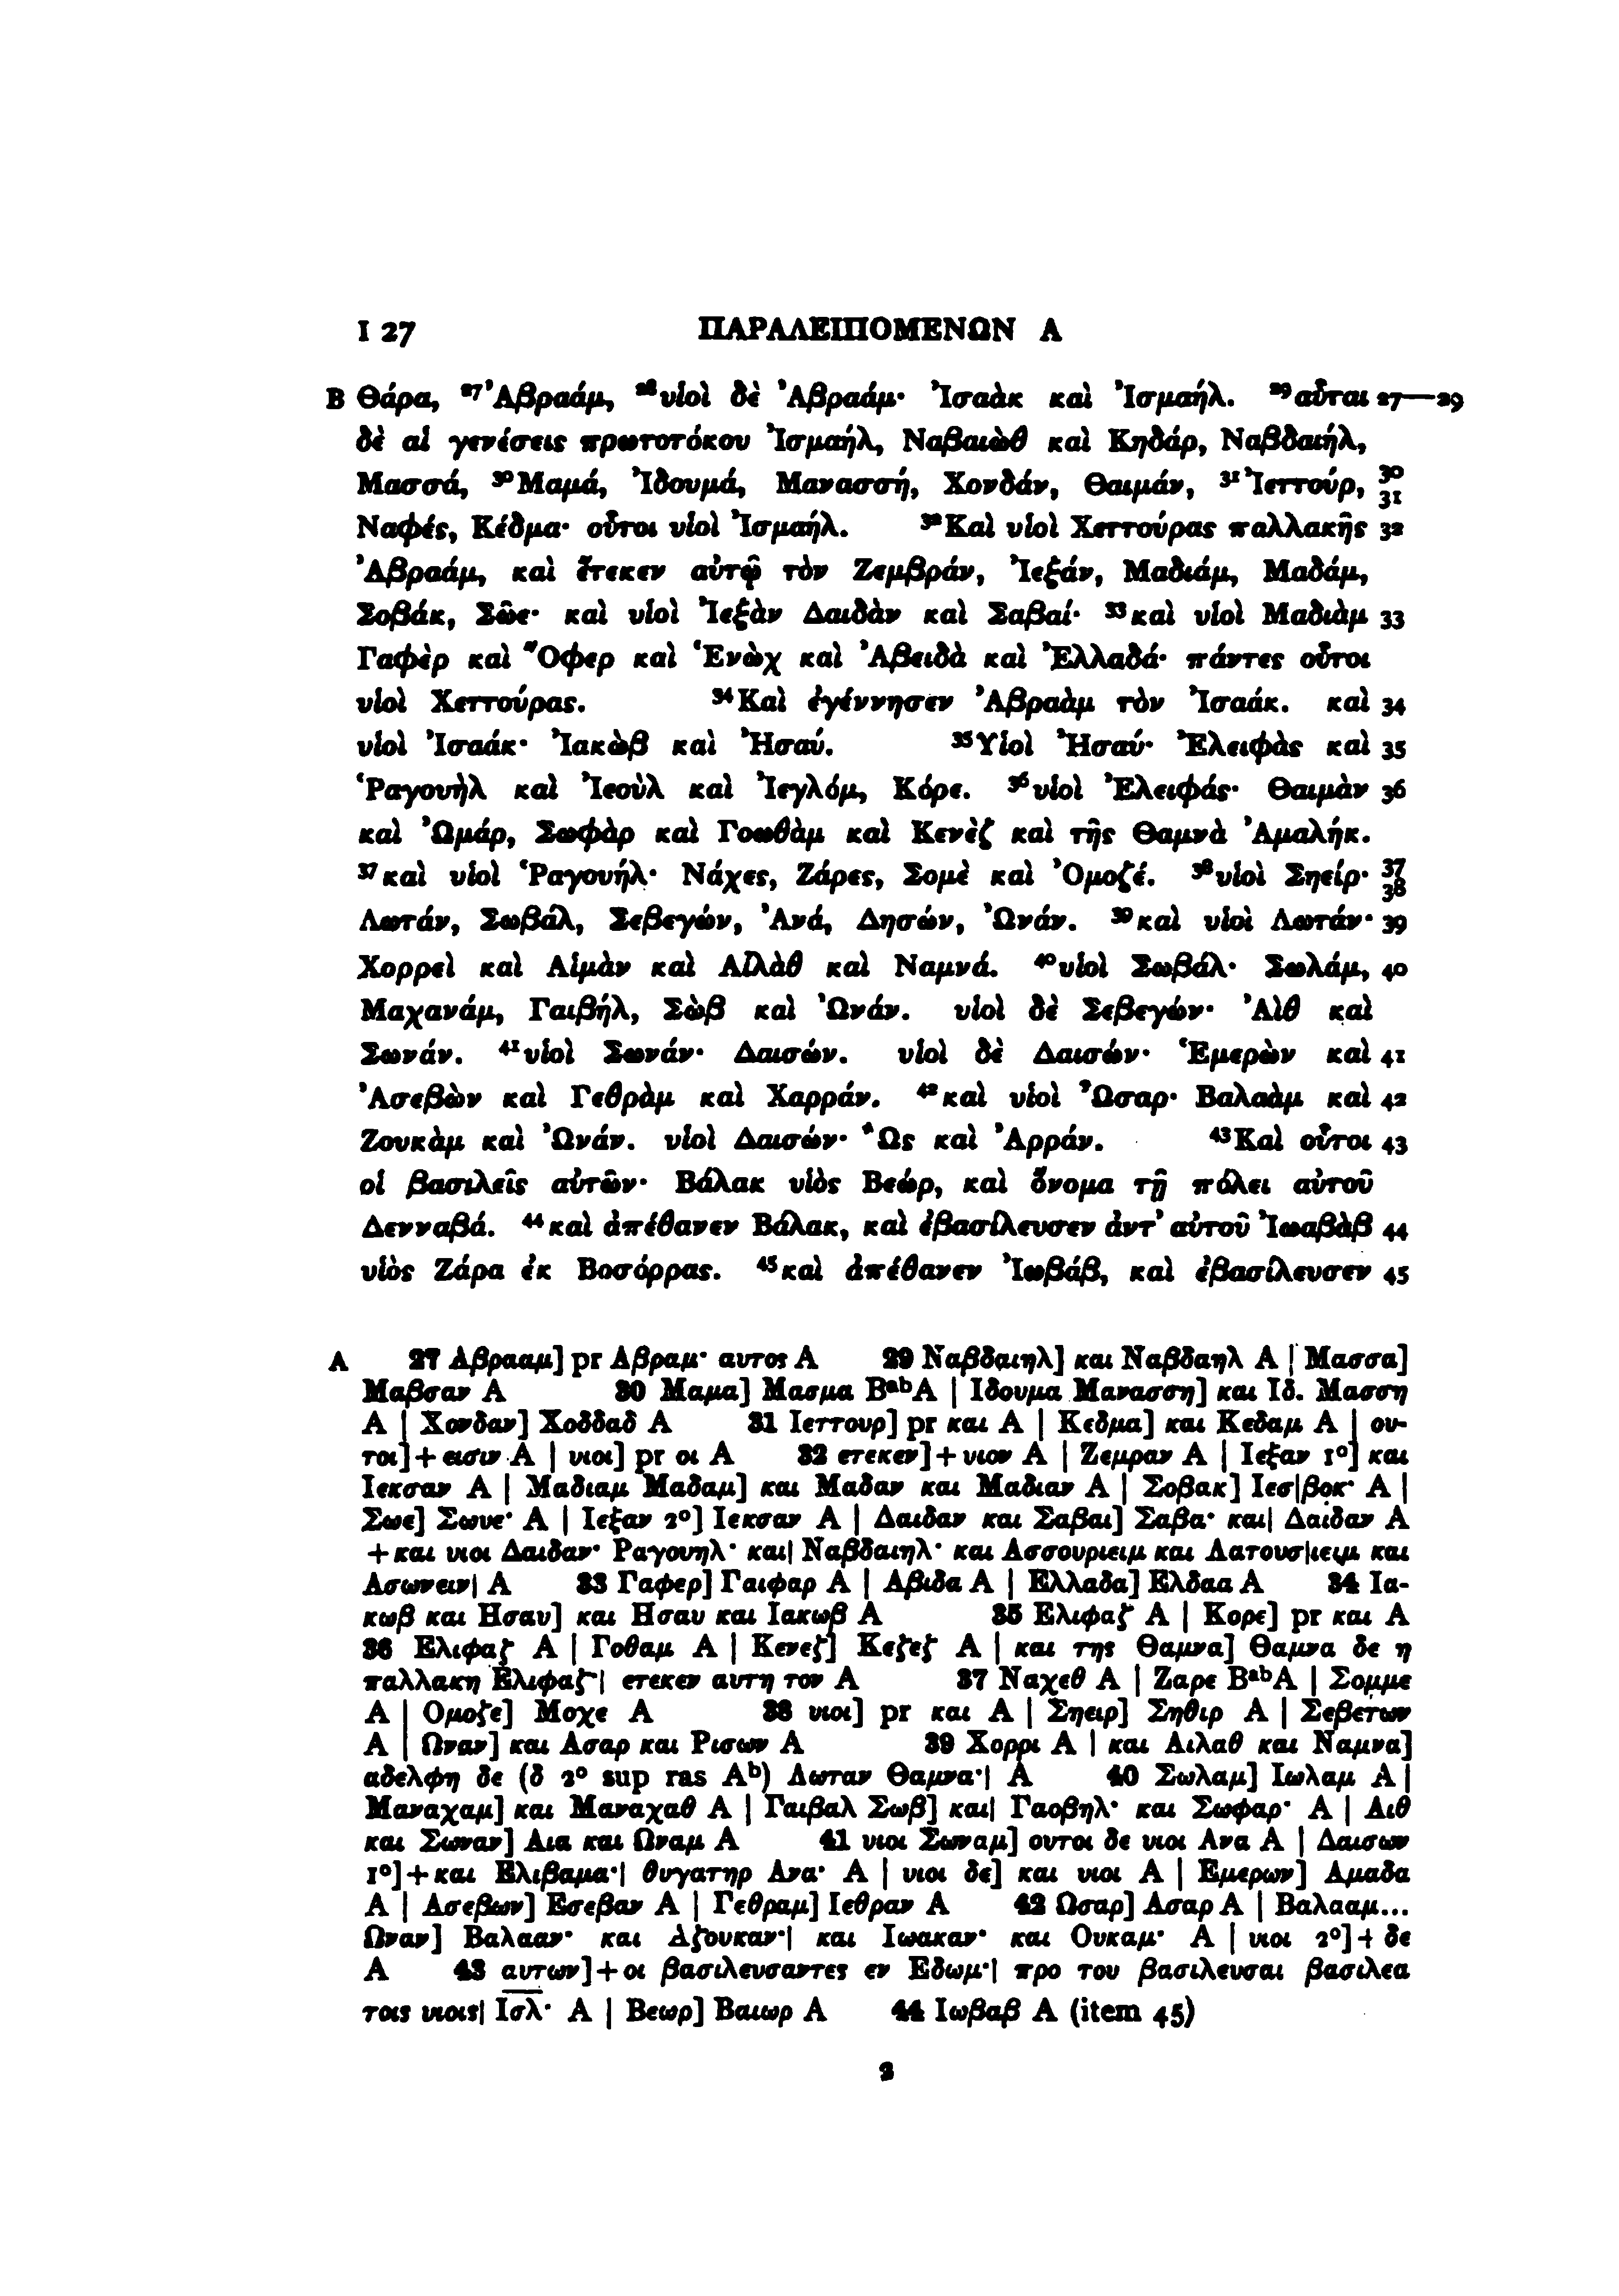 I 27 ΠΑΡΑΛΕΙΠΟΜΕΝΩΝ Α
B Θάρα, ²⁷Ἀβραάμ, ²⁸υἱοὶ δὲ Ἀβραάμ· Ἰσαὰκ καὶ Ἰσμαήλ. ²⁹αὗται 27—29
δὲ αἱ γενέσεις πρωτοτόκου Ἰσμαήλ, Ναβαιὼθ καὶ Κηδάρ, Ναβδαιήλ,
Μασσά, ³⁰Μαμά, Ἰδουμά, Μανασσή, Χονδάν, Θαιμάν, ³¹Ἰεττούρ, 30 31
Ναφές, Κέδμα· οὗτοι υἱοὶ Ἰσμαήλ. ³²Καὶ υἱοὶ Χεττούρας παλλακῆς 32
Ἀβραάμ, καὶ ἔτεκεν αὐτῷ τὸν Ζεμβράν, Ἰεξάν, Μαδιάμ, Μαδάμ,
Σοβάκ, Σῶε· καὶ υἱοὶ Ἰεξὰν Δαιδὰν καὶ Σαβαί· ³³καὶ υἱοὶ Μαδιὰμ 33
Γαφὲρ καὶ Ὄφερ καὶ Ἑνὼχ καὶ Ἀβειδὰ καὶ Ἐλλαδά· πάντες οὗτοι
υἱοὶ Χεττούρας. ³⁴Καὶ ἐγέννησεν Ἀβραὰμ τὸν Ἰσαάκ. καὶ 34
υἱοὶ Ἰσαάκ· Ἰακὼβ καὶ Ἠσαύ. ³⁵Υἱοὶ Ἠσαύ· Ἐλειφὰς καὶ 35
Ῥαγουὴλ καὶ Ἰεοὺλ καὶ Ἰεγλόμ, Κόρε. ³⁶υἱοὶ Ἐλειφάς· Θαιμὰν 36
καὶ Ὠμάρ, Σωφὰρ καὶ Γοωθὰμ καὶ Κενὲζ καὶ τῆς Θαμνὰ Ἀμαλήκ.
³⁷καὶ υἱοὶ Ῥαγουήλ· Νάχες, Ζάρες, Σομὲ καὶ Ὀμοζέ. ³⁸υἱοὶ Σηείρ· 37 38
Λωτάν, Σωβάλ, Σεβεγών, Ἀνά, Δησών, Ὠνάν. ³⁹καὶ υἱοὶ Λωτάν· 39
Χορρεὶ καὶ Αἱμὰν καὶ Αἰλὰθ καὶ Ναμνά. ⁴⁰υἱοὶ Σωβάλ· Σωλάμ, 40
Μαχανάμ, Γαιβήλ, Σὼβ καὶ Ὠνάν. υἱοὶ δὲ Σεβεγών· Ἀὶθ καὶ
Σωνάν. ⁴¹υἱοὶ Σωνάν· Δαισών. υἱοὶ δὲ Δαισών· Ἑμερὼν καὶ 41
Ἀσεβὼν καὶ Γεθρὰμ καὶ Χαρράν. ⁴²καὶ υἱοὶ Ὦσαρ· Βαλαὰμ καὶ 42
Ζουκὰμ καὶ Ὠνάν. υἱοὶ Δαισών· Ὣς καὶ Ἀρράν. ⁴³Καὶ οὗτοι 43
οἱ βασιλεῖς αὐτῶν· Βάλακ υἱὸς Βεώρ, καὶ ὄνομα τῇ πόλει αὐτοῦ
Δενναβά. ⁴⁴καὶ ἀπέθανεν Βάλακ, καὶ ἐβασίλευσεν ἀντ’ αὐτοῦ Ἰωαβὰβ 44
υἱὸς Ζάρα ἐκ Βοσόρρας. ⁴⁵καὶ ἀπέθανεν Ἰωβάβ, καὶ ἐβασίλευσεν 45
A 27 Αβρααμ] pr Αβραμ· αυτος A 29 Ναβδαιηλ] και Ναβδαηλ A | Μασσα]
Μαβσαν A 30 Μαμα] Μασμα BᵃᵇA | Ιδουμα Μανασση] και Ιδ. Μασση
A | Χονδαν] Χοδδαδ A 31 Ιεττουρ] pr και A | Κεδμα] και Κεδαμ A | ου-
τοι]+εισιν A | υιοι] pr οι A 32 ετεκεν]+υιον A | Ζεμραν A | Ιεξαν 1°] και
Ιεκσαν A | Μαδιαμ Μαδαμ] και Μαδαν και Μαδιαν A | Σοβακ] Ιεσ|βοκ· A |
Σωε] Σωυε· A | Ιεξαν 2°] Ιεκσαν A | Δαιδαν και Σαβαι] Σαβα· και| Δαιδαν A
+και υιοι Δαιδαν· Ραγουηλ· και| Ναβδαιηλ· και Ασσουριειμ και Λατουσ|ιειμ και
Ασωνειν| A 33 Γαφερ] Γαιφαρ A | Αβιδα A | Ελλαδα] Ελδαα A 34 Ια-
κωβ και Ησαυ] και Ησαυ και Ιακωβ A 35 Ελιφαζ A | Κορε] pr και A
36 Ελιφαζ A | Γοθαμ A | Κενεζ] Κεζεζ A | και της Θαμνα] Θαμνα δε η
παλλακη Ελιφαζ| ετεκεν αυτη τον A 37 Ναχεθ A | Ζαρε BᵃᵇA | Σομμε
A | Ομοζε] Μοχε A 38 υιοι] pr και A | Σηειρ] Σηθιρ A | Σεβετων
A | Ωναν] και Ασαρ και Ρισων A 39 Χορρι A | και Αιλαθ και Ναμνα]
αδελφη δε (δ 2° sup ras Aᵇ) Λωταν Θαμνα·| A 40 Σωλαμ] Ιωλαμ A |
Μαναχαμ] και Μαναχαθ A | Γαιβαλ Σωβ] και| Γαοβηλ· και Σωφαρ· A | Αιθ
και Σωναν] Αια και Ωναμ A 41 υιοι Σωναμ] ουτοι δε υιοι Ανα A | Δαισων
1°]+και Ελιβαμα·| θυγατηρ Ανα· A | υιοι δε] και υιοι A | Εμερων] Αμαδα
A | Ασεβων] Εσεβαν A | Γεθραμ] Ιεθραν A 42 Ωσαρ] Ασαρ A | Βαλααμ...
Ωναν] Βαλααν· και Αζουκαν·| και Ιωακαν· και Ουκαμ· A | υιοι 2°]+δε
A 43 αυτων]+οι βασιλευσαντες εν Εδωμ·| προ του βασιλευσαι βασιλεα
τοις υιοις| Ισλ· A | Βεωρ] Βαιωρ A 44 Ιωβαβ A (item 45)
2